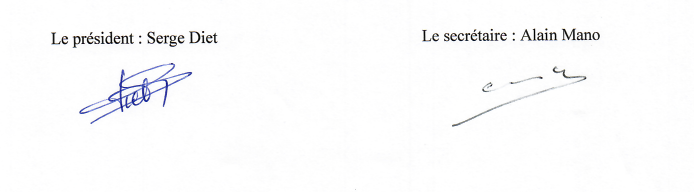 Le président : Serge Diet
Le secrétaire : Alain Mano